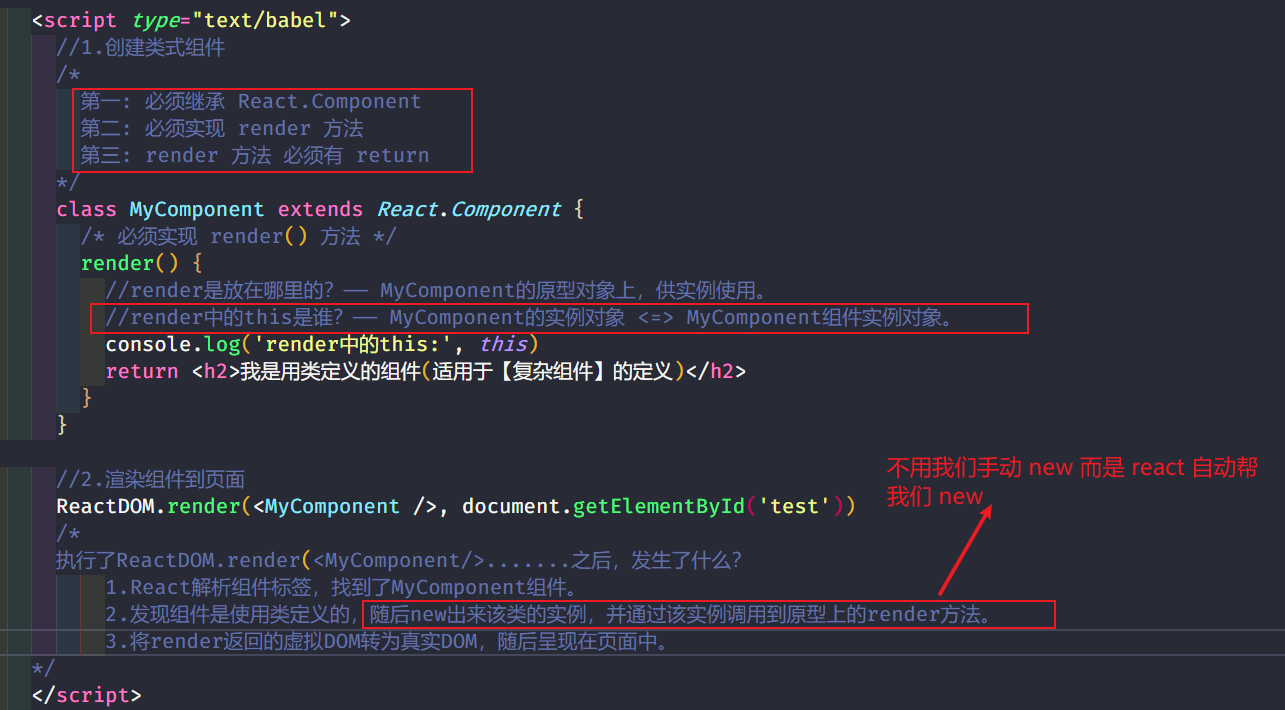 <script type="text/babel">
//1.创建类式组件
/*
第一: 必须继承 React.Component
第二: 必须实现 render 方法
第三: render 方法 必须有 return
*/
class MyComponent extends React.Component {
/* 必须实现 render() 方法 */
render() {
//render是放在哪里的？—— MyComponent的原型对象上，供实例使用。
//render中的this是谁？—— MyComponent的实例对象 <=> MyComponent组件实例对象。
console.log('render中的this:', this)
return <h2>我是用类定义的组件(适用于【复杂组件】的定义)</h2>
}
}
//2.渲染组件到页面
ReactDOM.render(<MyComponent />, document.getElementById('test'))
不用我们手动 new 而是 react 自动帮
我们 new
/*
执行了ReactDOM.render(<MyComponent/>.......之后，发生了什么？
1.React解析组件标签，找到了MyComponent组件。
2.发现组件是使用类定义的，随后new出来该类的实例，并通过该实例调用到原型上的render方法。
3.将render返回的虚拟DOM转为真实DOM，随后呈现在页面中。
*/
</script>